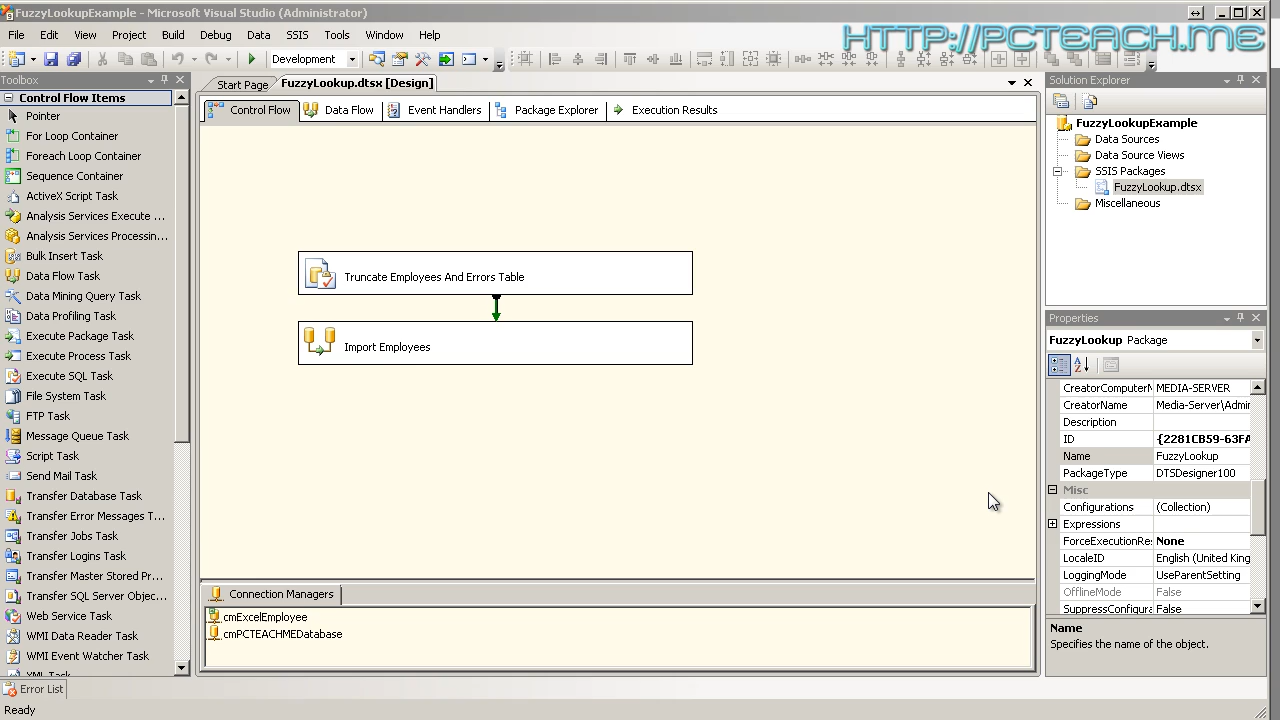 FuzzyLookupExample - Microsoft Visual Studio (Administrator)
File Edit View Project Build Debug Data SSIS Tools Window Help
HTTP://PCTEACH.ME
Development
Toolbox
Control Flow Items
Pointer
For Loop Container
Foreach Loop Container
Sequence Container
ActiveX Script Task
Analysis Services Execute ...
Analysis Services Processin...
Bulk Insert Task
Data Flow Task
Data Mining Query Task
Data Profiling Task
Execute Package Task
Execute Process Task
Execute SQL Task
File System Task
FTP Task
Message Queue Task
Script Task
Send Mail Task
Transfer Database Task
Transfer Error Messages T...
Transfer Jobs Task
Transfer Logins Task
Transfer Master Stored Pr...
Transfer SQL Server Objec...
Web Service Task
WMI Data Reader Task
WMI Event Watcher Task
XML Task
Start Page FuzzyLookup.dtsx [Design]
Control Flow Data Flow Event Handlers Package Explorer Execution Results
Truncate Employees And Errors Table
Import Employees
Connection Managers
cmExcelEmployee
cmPCTEACHMEDatabase
Solution Explorer
FuzzyLookupExample
Data Sources
Data Source Views
SSIS Packages
FuzzyLookup.dtsx
Miscellaneous
Properties
FuzzyLookup Package
CreatorComputerN MEDIA-SERVER
CreatorName Media-Server\Admir
Description
ID {2281CB59-63FA
Name FuzzyLookup
PackageType DTSDesigner100
Misc
Configurations (Collection)
Expressions
ForceExecutionRes None
LocaleID English (United King
LoggingMode UseParentSetting
OfflineMode False
SuppressConfigura False
Name
Specifies the name of the object.
Error List
Ready